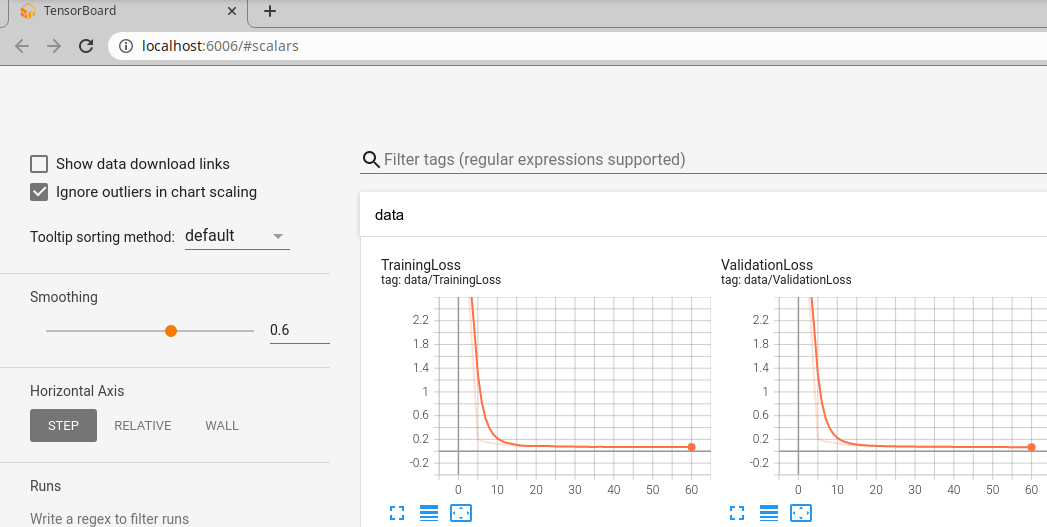 TensorBoard
localhost:6006/#scalars
Show data download links
Ignore outliers in chart scaling
Tooltip sorting method: default
Smoothing
0.6
Horizontal Axis
STEP RELATIVE WALL
Runs
Write a regex to filter runs
Filter tags (regular expressions supported)
data
TrainingLoss
tag: data/TrainingLoss
2.2
1.8
1.4
1
0.6
0.2
-0.2
0 10 20 30 40 50 60
ValidationLoss
tag: data/ValidationLoss
2.2
1.8
1.4
1
0.6
0.2
-0.2
0 10 20 30 40 50 60